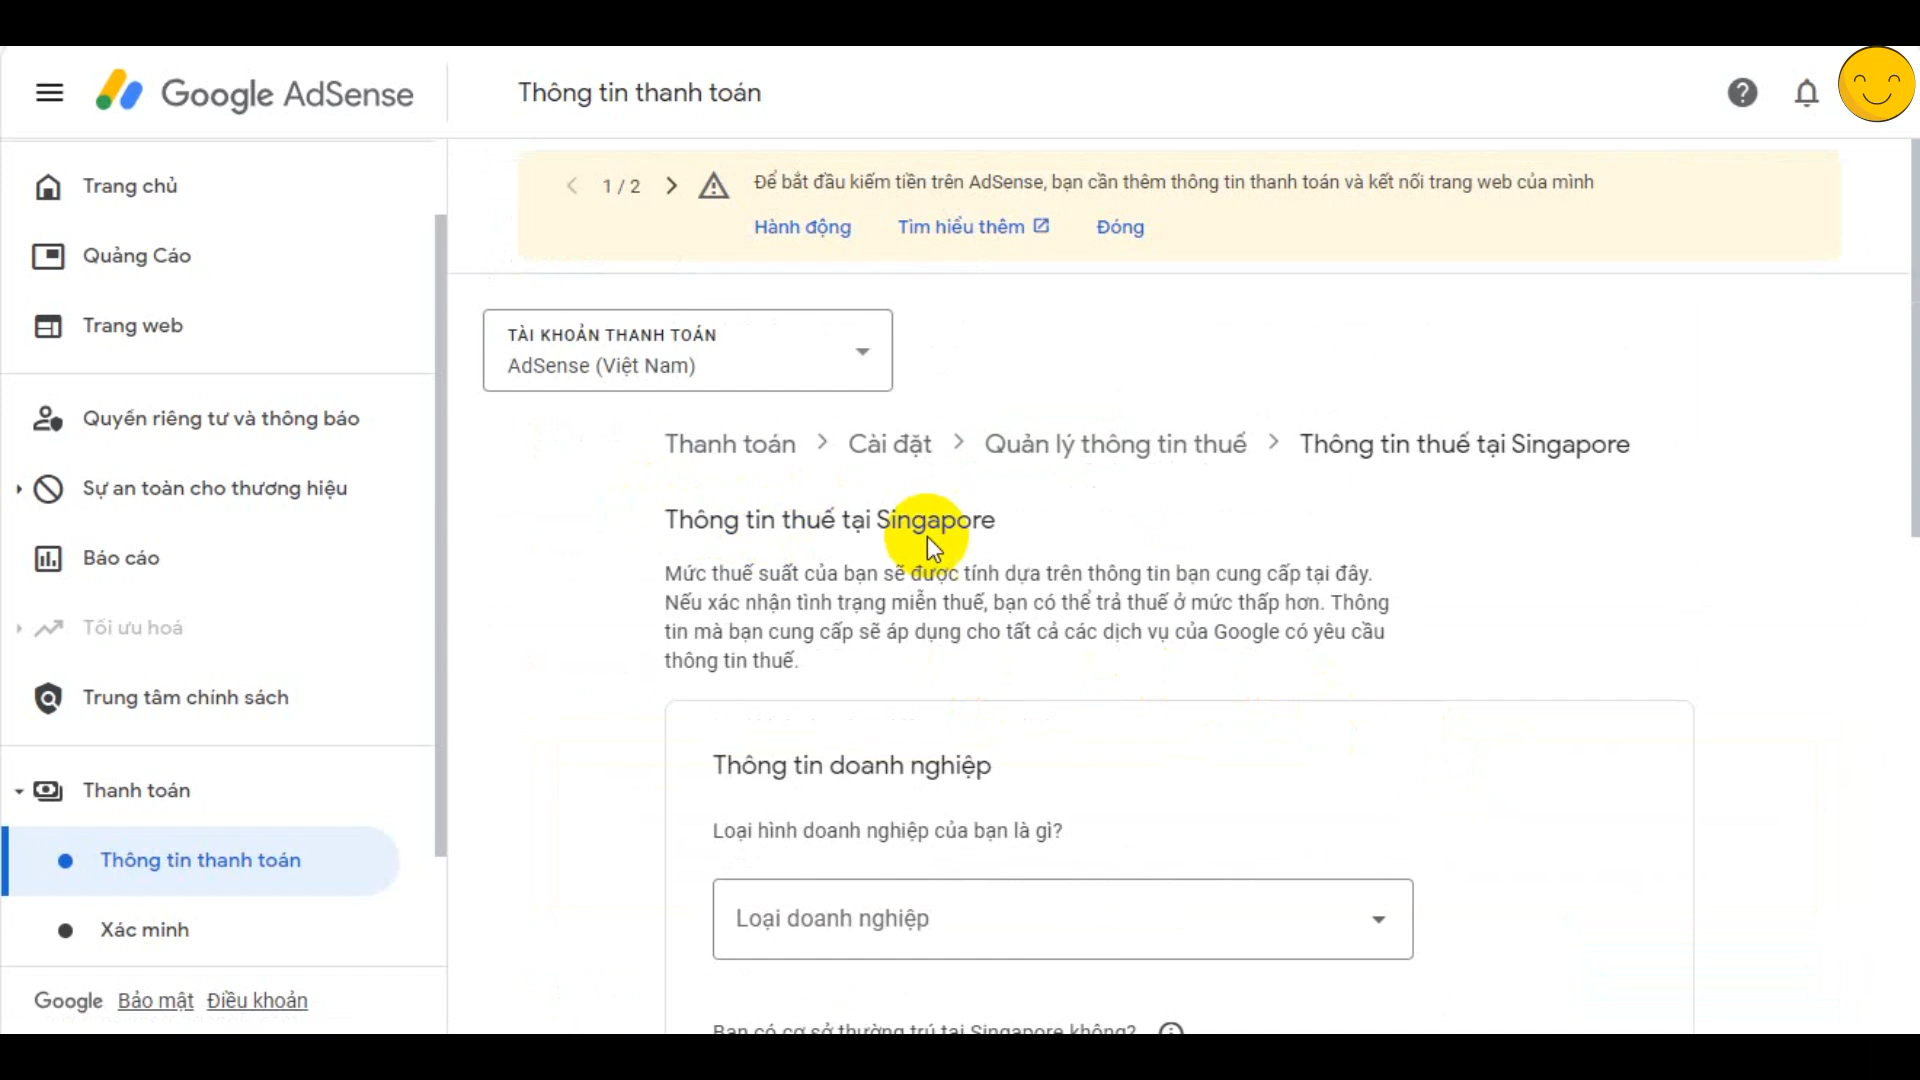 Google AdSense
Thông tin thanh toán
Trang chủ
Quảng Cáo
Trang web
Quyền riêng tư và thông báo
Sự an toàn cho thương hiệu
Báo cáo
Tối ưu hoá
Trung tâm chính sách
Thanh toán
Thông tin thanh toán
Xác minh
Google Bảo mật Điều khoản
1 / 2
Để bắt đầu kiếm tiền trên AdSense, bạn cần thêm thông tin thanh toán và kết nối trang web của mình
Hành động Tìm hiểu thêm Đóng
TÀI KHOẢN THANH TOÁN
AdSense (Việt Nam)
Thanh toán > Cài đặt > Quản lý thông tin thuế > Thông tin thuế tại Singapore
Thông tin thuế tại Singapore
Mức thuế suất của bạn sẽ được tính dựa trên thông tin bạn cung cấp tại đây.
Nếu xác nhận tình trạng miễn thuế, bạn có thể trả thuế ở mức thấp hơn. Thông
tin mà bạn cung cấp sẽ áp dụng cho tất cả các dịch vụ của Google có yêu cầu
thông tin thuế.
Thông tin doanh nghiệp
Loại hình doanh nghiệp của bạn là gì?
Loại doanh nghiệp
Bạn có cơ sở thường trú tại Singapore không?